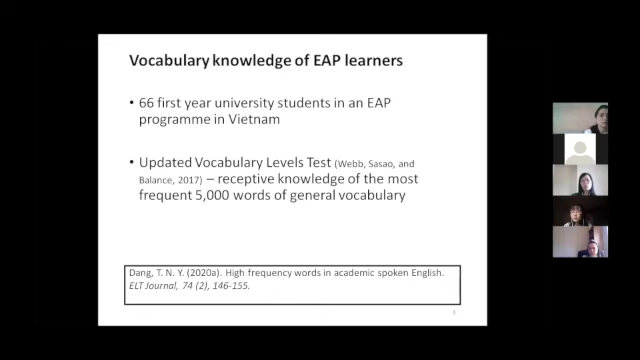 Vocabulary knowledge of EAP learners
• 66 first year university students in an EAP
programme in Vietnam
• Updated Vocabulary Levels Test (Webb, Sasao, and
Balance, 2017) – receptive knowledge of the most
frequent 5,000 words of general vocabulary
Dang, T. N. Y. (2020a). High frequency words in academic spoken English.
ELT Journal, 74 (2), 146-155.